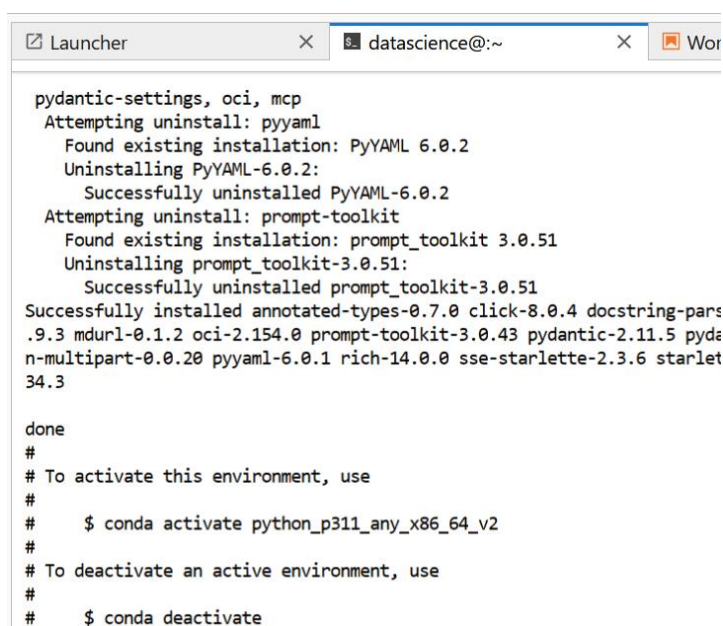 Launcher
datascience@:~
pydantic-settings, oci, mcp
Attempting uninstall: pyyaml
Found existing installation: PyYAML 6.0.2
Uninstalling PyYAML-6.0.2:
Successfully uninstalled PyYAML-6.0.2
Attempting uninstall: prompt-toolkit
Found existing installation: prompt_toolkit 3.0.51
Uninstalling prompt_toolkit-3.0.51:
Successfully uninstalled prompt_toolkit-3.0.51
Successfully installed annotated-types-0.7.0 click-8.0.4 docstring-pars
.9.3 mdurl-0.1.2 oci-2.154.0 prompt-toolkit-3.0.43 pydantic-2.11.5 pyda
n-multipart-0.0.20 pyyaml-6.0.1 rich-14.0.0 sse-starlette-2.3.6 starlet
34.3
done
#
# To activate this environment, use
#
#     $ conda activate python_p311_any_x86_64_v2
#
# To deactivate an active environment, use
#
#     $ conda deactivate